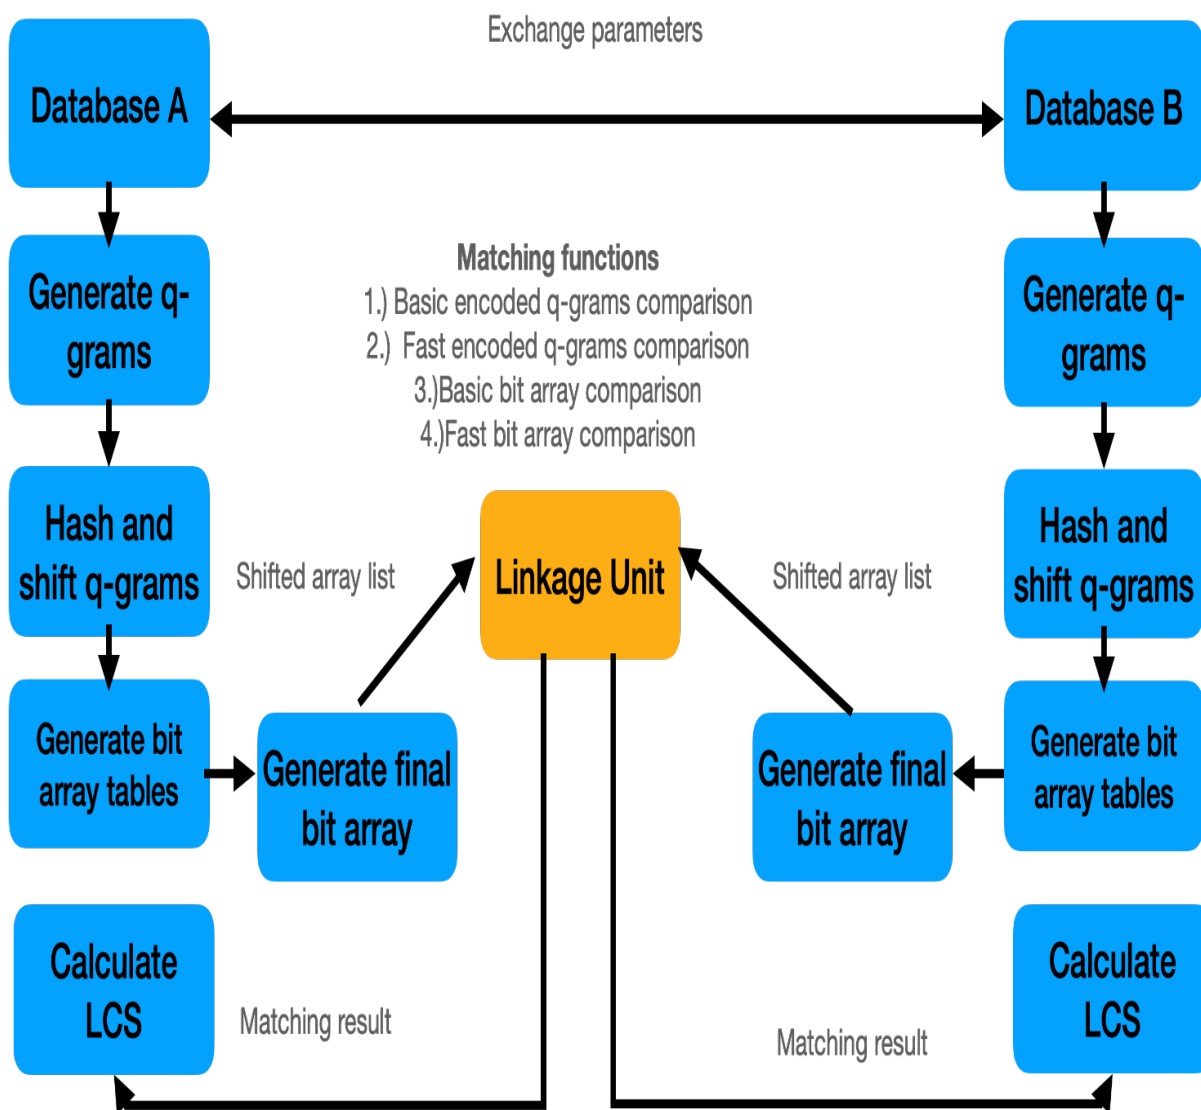 Exchange parameters
Database A
Database B
Generate q-
grams
Matching functions
1.) Basic encoded q-grams comparison
2.)  Fast encoded q-grams comparison
3.)Basic bit array comparison
4.)Fast bit array comparison
Generate q-
grams
Hash and
shift q-grams
Shifted array list
Linkage Unit
Shifted array list
Hash and
shift q-grams
Generate bit
array tables
Generate final
bit array
Generate final
bit array
Generate bit
array tables
Calculate
LCS
Matching result
Matching result
Calculate
LCS